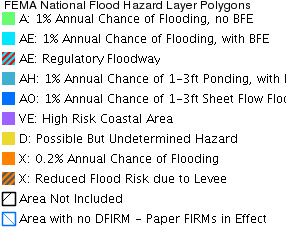 FEMA National Flood Hazard Layer Polygons
A: 1% Annual Chance of Flooding, no BFE
AE: 1% Annual Chance of Flooding, with BFE
AE: Regulatory Floodway
AH: 1% Annual Chance of 1-3ft Ponding, with
AO: 1% Annual Chance of 1-3ft Sheet Flow
VE: High Risk Coastal Area
D: Possible But Undetermined Hazard
X: 0.2% Annual Chance of Flooding
X: Reduced Flood Risk due to Levee
Area Not Included
Area with no DFIRM - Paper FIRMs in Effect